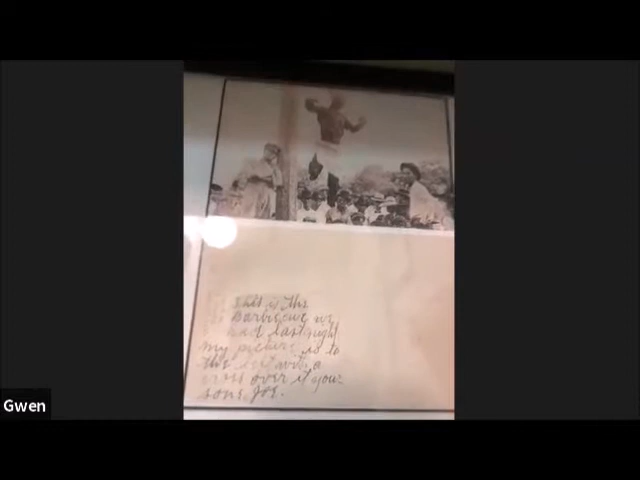 This is the
Barbecue we
had last night
my picture is to
the left with a
cross over it your
son, Joe.
Gwen